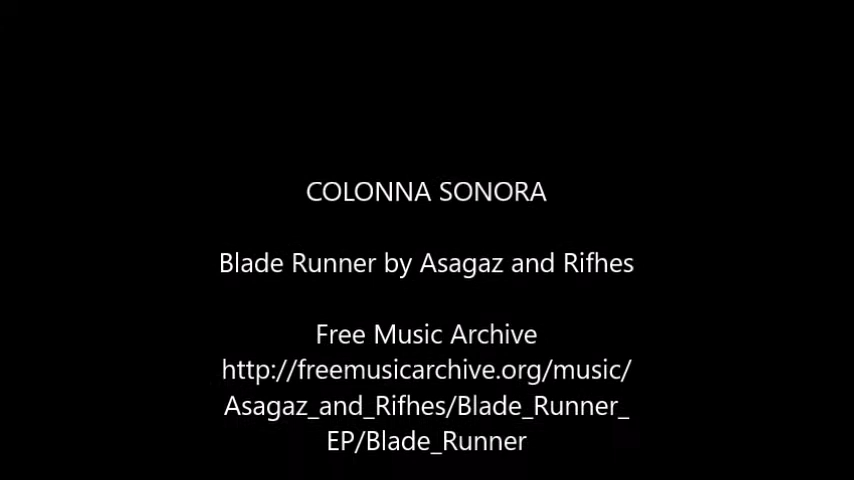 COLONNA SONORA
Blade Runner by Asagaz and Rifhes
Free Music Archive
http://freemusicarchive.org/music/
Asagaz_and_Rifhes/Blade_Runner_
EP/Blade_Runner